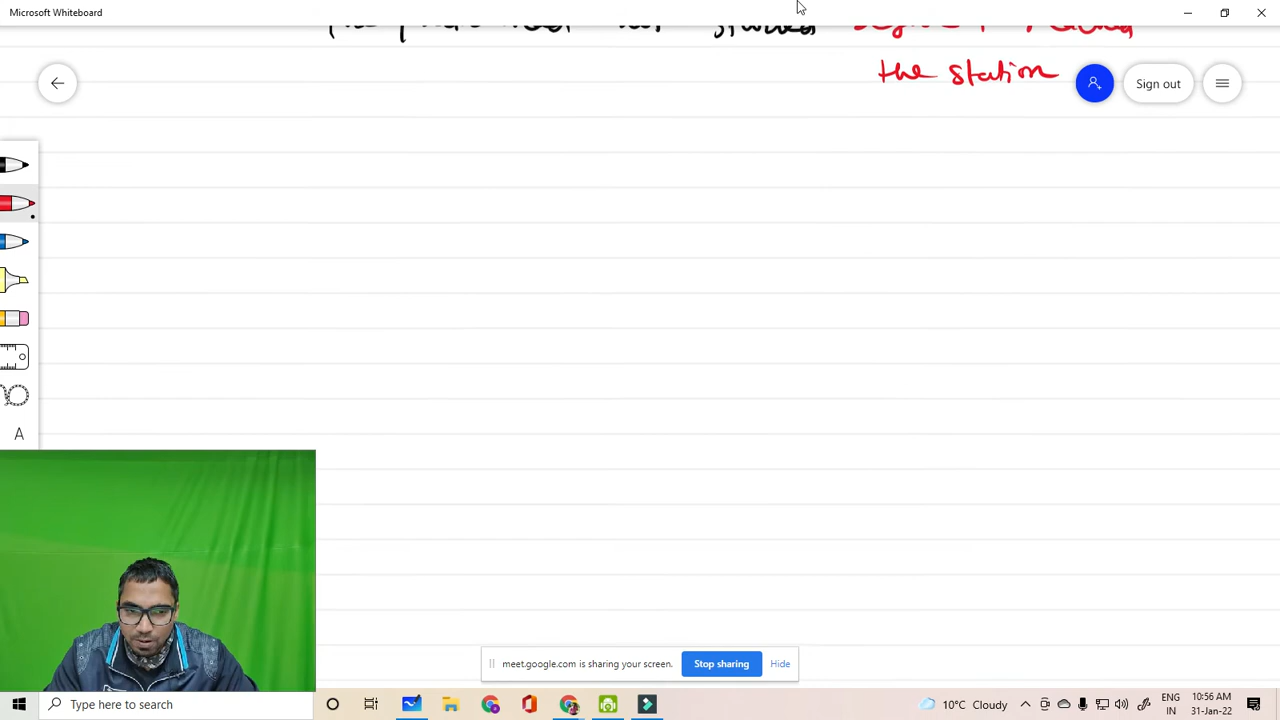 Microsoft Whiteboard
the station
Sign out
A
meet.google.com is sharing your screen.
Stop sharing
Hide
Type here to search
10°C Cloudy
ENG
IN
10:56 AM
31-Jan-22